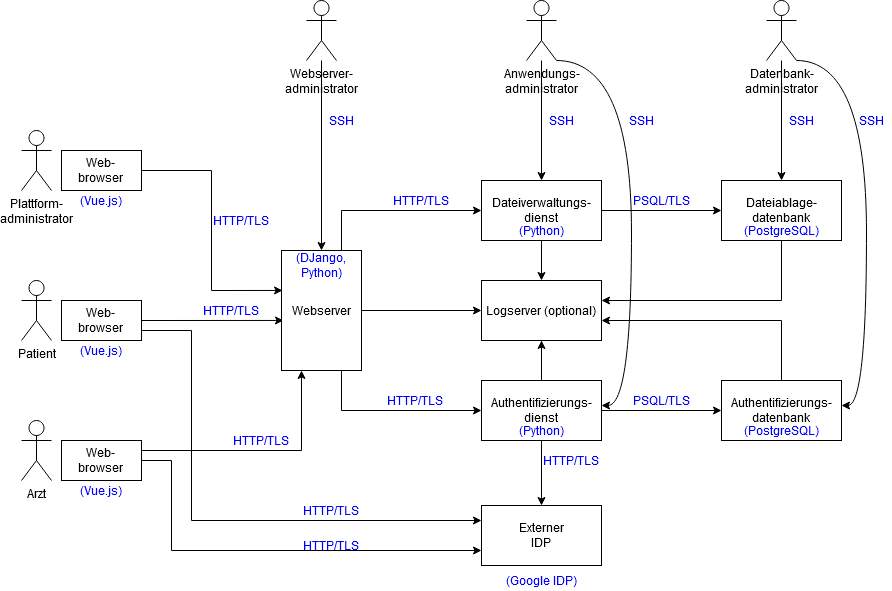 Webserver-
administrator
Anwendungs-
administrator
Datenbank-
administrator
SSH
SSH
SSH
SSH
SSH
Plattform-
administrator
Web-
browser
(Vue.js)
HTTP/TLS
HTTP/TLS
Dateiverwaltungs-
dienst
(Python)
PSQL/TLS
Dateiablage-
datenbank
(PostgreSQL)
(DJango,
Python)
Webserver
Patient
Web-
browser
(Vue.js)
HTTP/TLS
Logserver (optional)
Arzt
Web-
browser
(Vue.js)
HTTP/TLS
HTTP/TLS
Authentifizierungs-
dienst
(Python)
PSQL/TLS
Authentifizierungs-
datenbank
(PostgreSQL)
HTTP/TLS
HTTP/TLS
HTTP/TLS
Externer
IDP
(Google IDP)